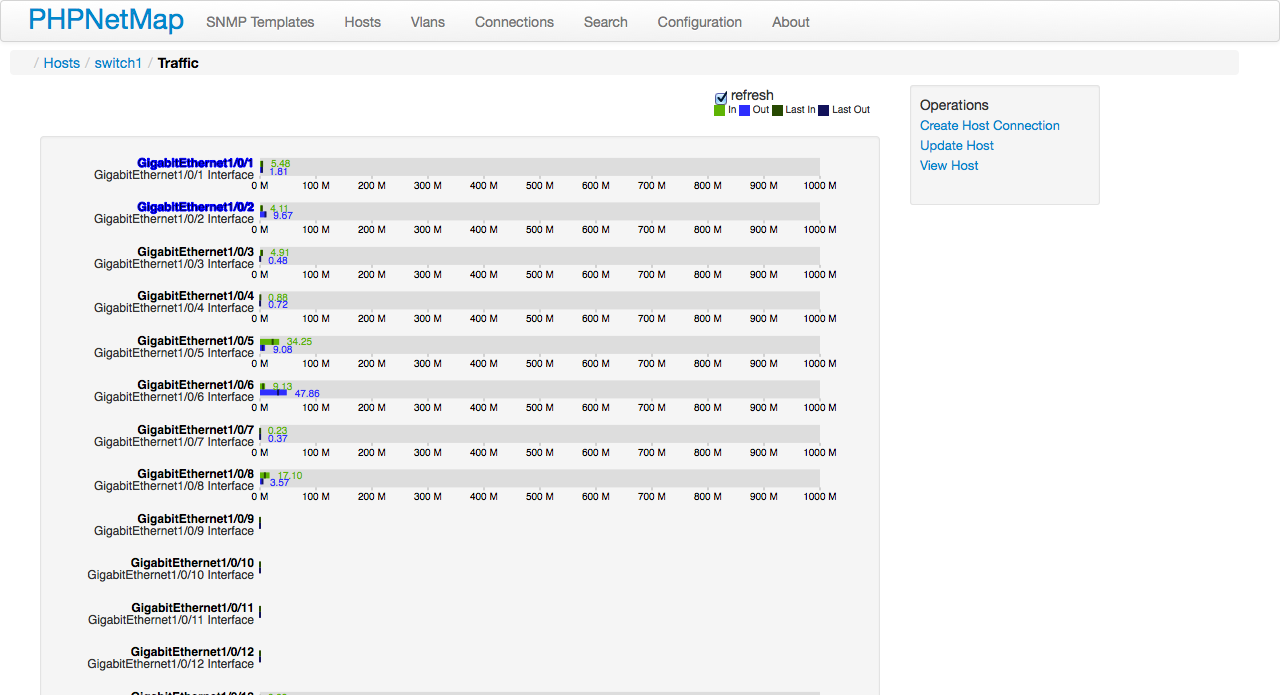 PHPNetMap SNMP Templates Hosts Vlans Connections Search Configuration About
/ Hosts / switch1 / Traffic
refresh
In Out Last In Last Out
Operations
Create Host Connection
Update Host
View Host
GigabitEthernet1/0/1 5.48
GigabitEthernet1/0/1 Interface 1.81
0 M 100 M 200 M 300 M 400 M 500 M 600 M 700 M 800 M 900 M 1000 M
GigabitEthernet1/0/2 4.11
GigabitEthernet1/0/2 Interface 9.67
0 M 100 M 200 M 300 M 400 M 500 M 600 M 700 M 800 M 900 M 1000 M
GigabitEthernet1/0/3 4.91
GigabitEthernet1/0/3 Interface 0.48
0 M 100 M 200 M 300 M 400 M 500 M 600 M 700 M 800 M 900 M 1000 M
GigabitEthernet1/0/4 0.88
GigabitEthernet1/0/4 Interface 0.72
0 M 100 M 200 M 300 M 400 M 500 M 600 M 700 M 800 M 900 M 1000 M
GigabitEthernet1/0/5 34.25
GigabitEthernet1/0/5 Interface 9.08
0 M 100 M 200 M 300 M 400 M 500 M 600 M 700 M 800 M 900 M 1000 M
GigabitEthernet1/0/6 9.13
GigabitEthernet1/0/6 Interface 47.86
0 M 100 M 200 M 300 M 400 M 500 M 600 M 700 M 800 M 900 M 1000 M
GigabitEthernet1/0/7 0.23
GigabitEthernet1/0/7 Interface 0.37
0 M 100 M 200 M 300 M 400 M 500 M 600 M 700 M 800 M 900 M 1000 M
GigabitEthernet1/0/8 17.10
GigabitEthernet1/0/8 Interface 3.57
0 M 100 M 200 M 300 M 400 M 500 M 600 M 700 M 800 M 900 M 1000 M
GigabitEthernet1/0/9
GigabitEthernet1/0/9 Interface
GigabitEthernet1/0/10
GigabitEthernet1/0/10 Interface
GigabitEthernet1/0/11
GigabitEthernet1/0/11 Interface
GigabitEthernet1/0/12
GigabitEthernet1/0/12 Interface